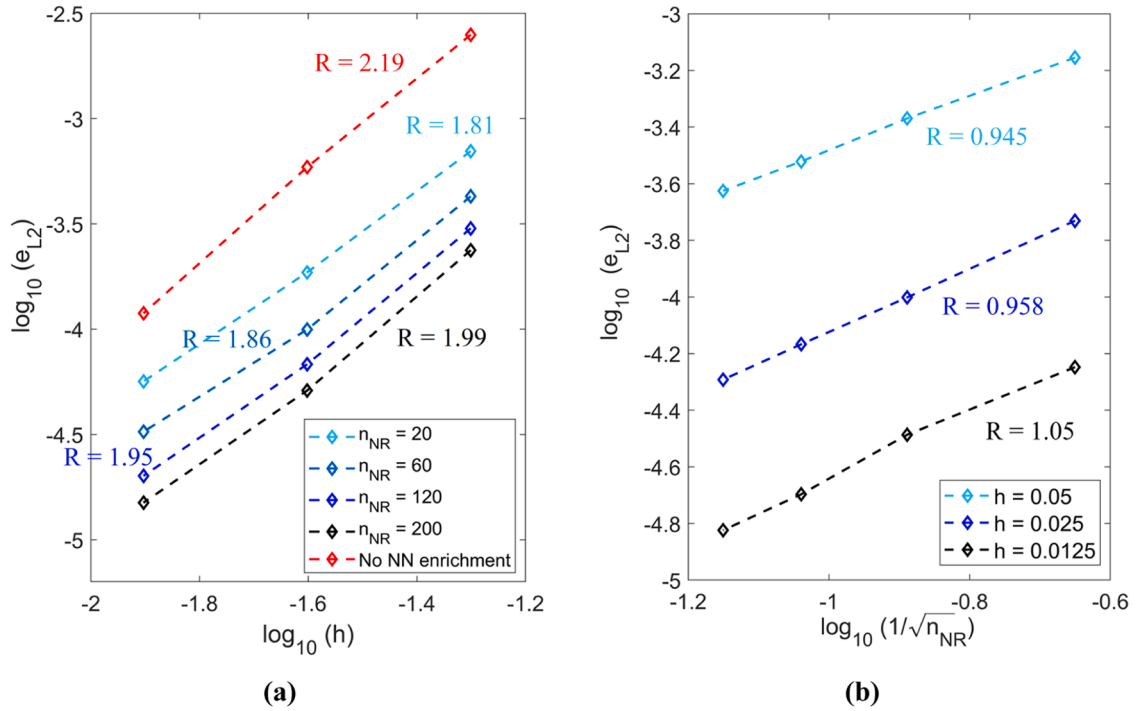 -2.5
-3
-3.5
-4
-4.5
-5
log10 (eL2)
R = 2.19
R = 1.81
R = 1.86
R = 1.99
R = 1.95
nNR = 20
nNR = 60
nNR = 120
nNR = 200
No NN enrichment
-2 -1.8 -1.6 -1.4 -1.2
log10 (h)
(a)
-3
-3.2
-3.4
-3.6
-3.8
-4
-4.2
-4.4
-4.6
-4.8
-5
log10 (eL2)
R = 0.945
R = 0.958
R = 1.05
h = 0.05
h = 0.025
h = 0.0125
-1.2 -1 -0.8 -0.6
log10 (1/√nNR)
(b)